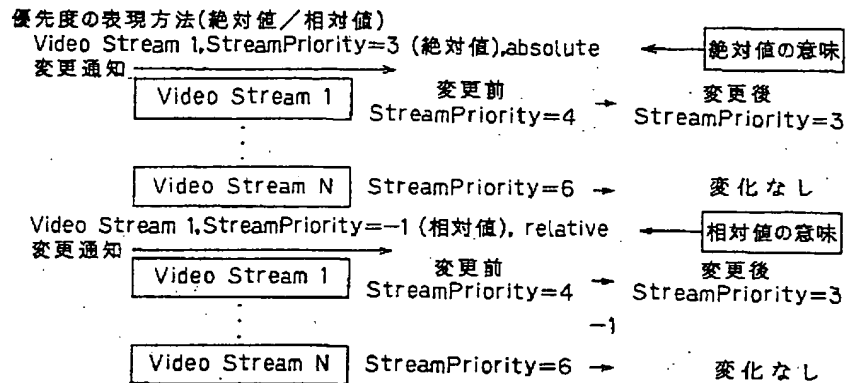 優先度の表現方法(絶対値/相対値)
Video Stream 1,StreamPriority=3 (絶対値),absolute 絶対値の意味
変更通知
Video Stream 1 変更前 変更後
StreamPriority=4 → StreamPriority=3
Video Stream N StreamPriority=6 → 変化なし
Video Stream 1,StreamPriority=-1 (相対値), relative 相対値の意味
変更通知
Video Stream 1 変更前 変更後
StreamPriority=4 → StreamPriority=3
-1
Video Stream N StreamPriority=6 → 変化なし